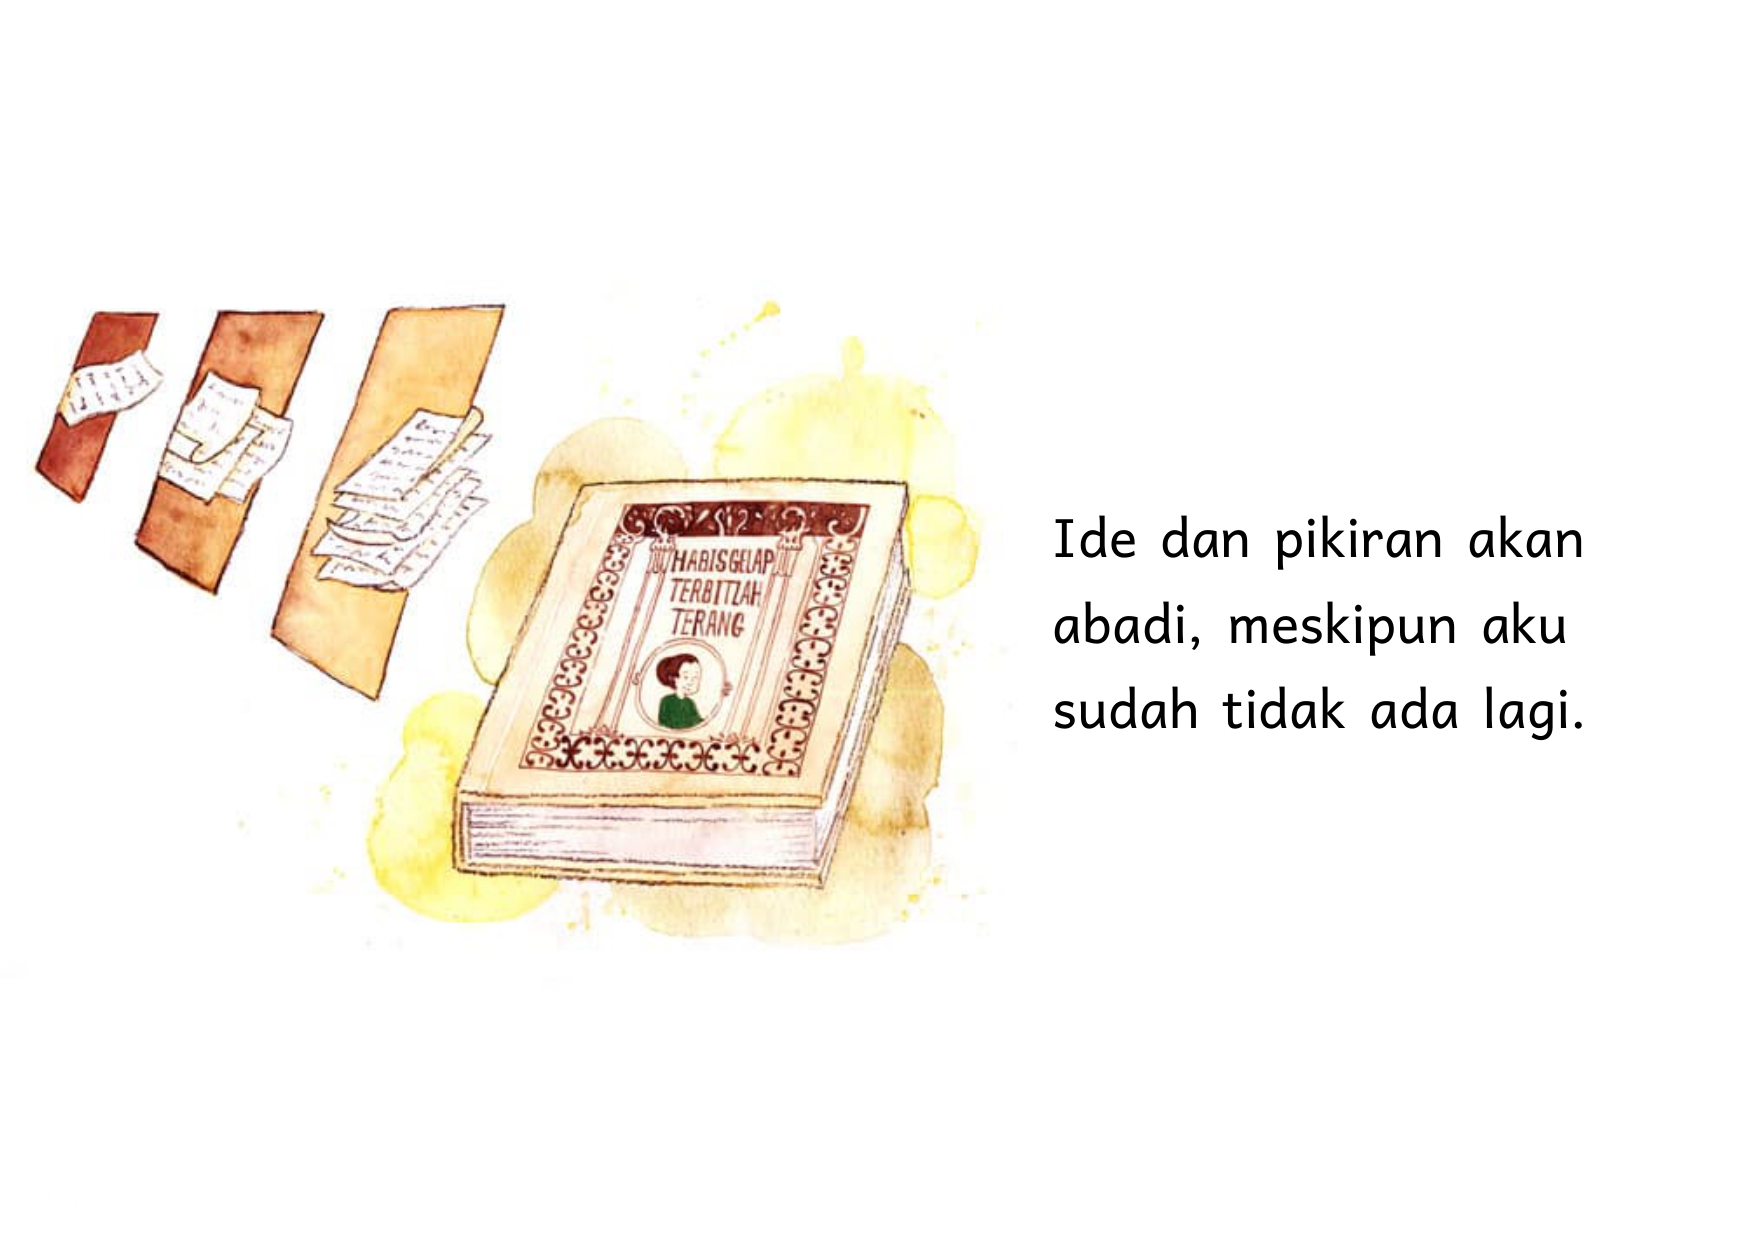 HABIS GELAP
TERBITLAH
TERANG
Ide dan pikiran akan
abadi, meskipun aku
sudah tidak ada lagi.